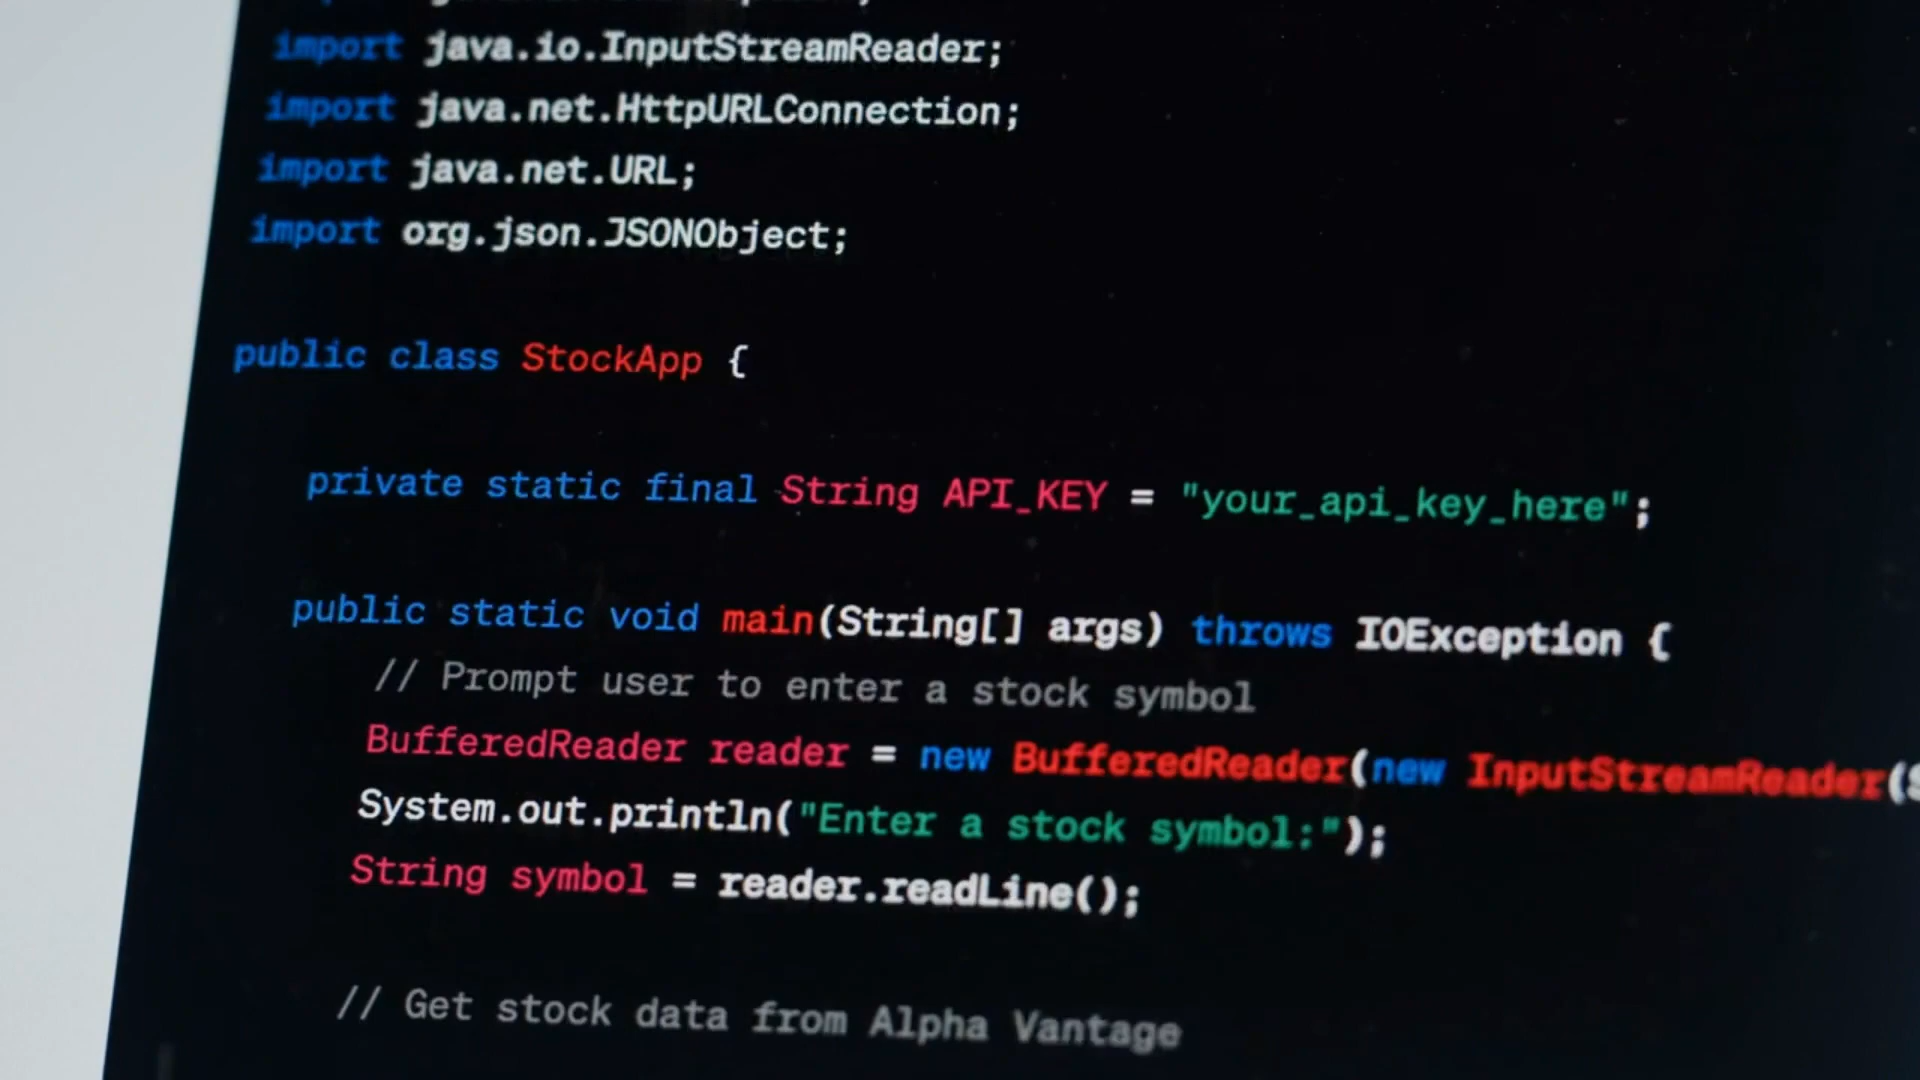 import java.io.InputStreamReader;
import java.net.HttpURLConnection;
import java.net.URL;
import org.json.JSONObject;
public class StockApp {
private static final String API_KEY = "your_api_key_here";
public static void main(String[] args) throws IOException {
// Prompt user to enter a stock symbol
BufferedReader reader = new BufferedReader(new InputStreamReader(
System.out.println("Enter a stock symbol:");
String symbol = reader.readLine();
// Get stock data from Alpha Vantage